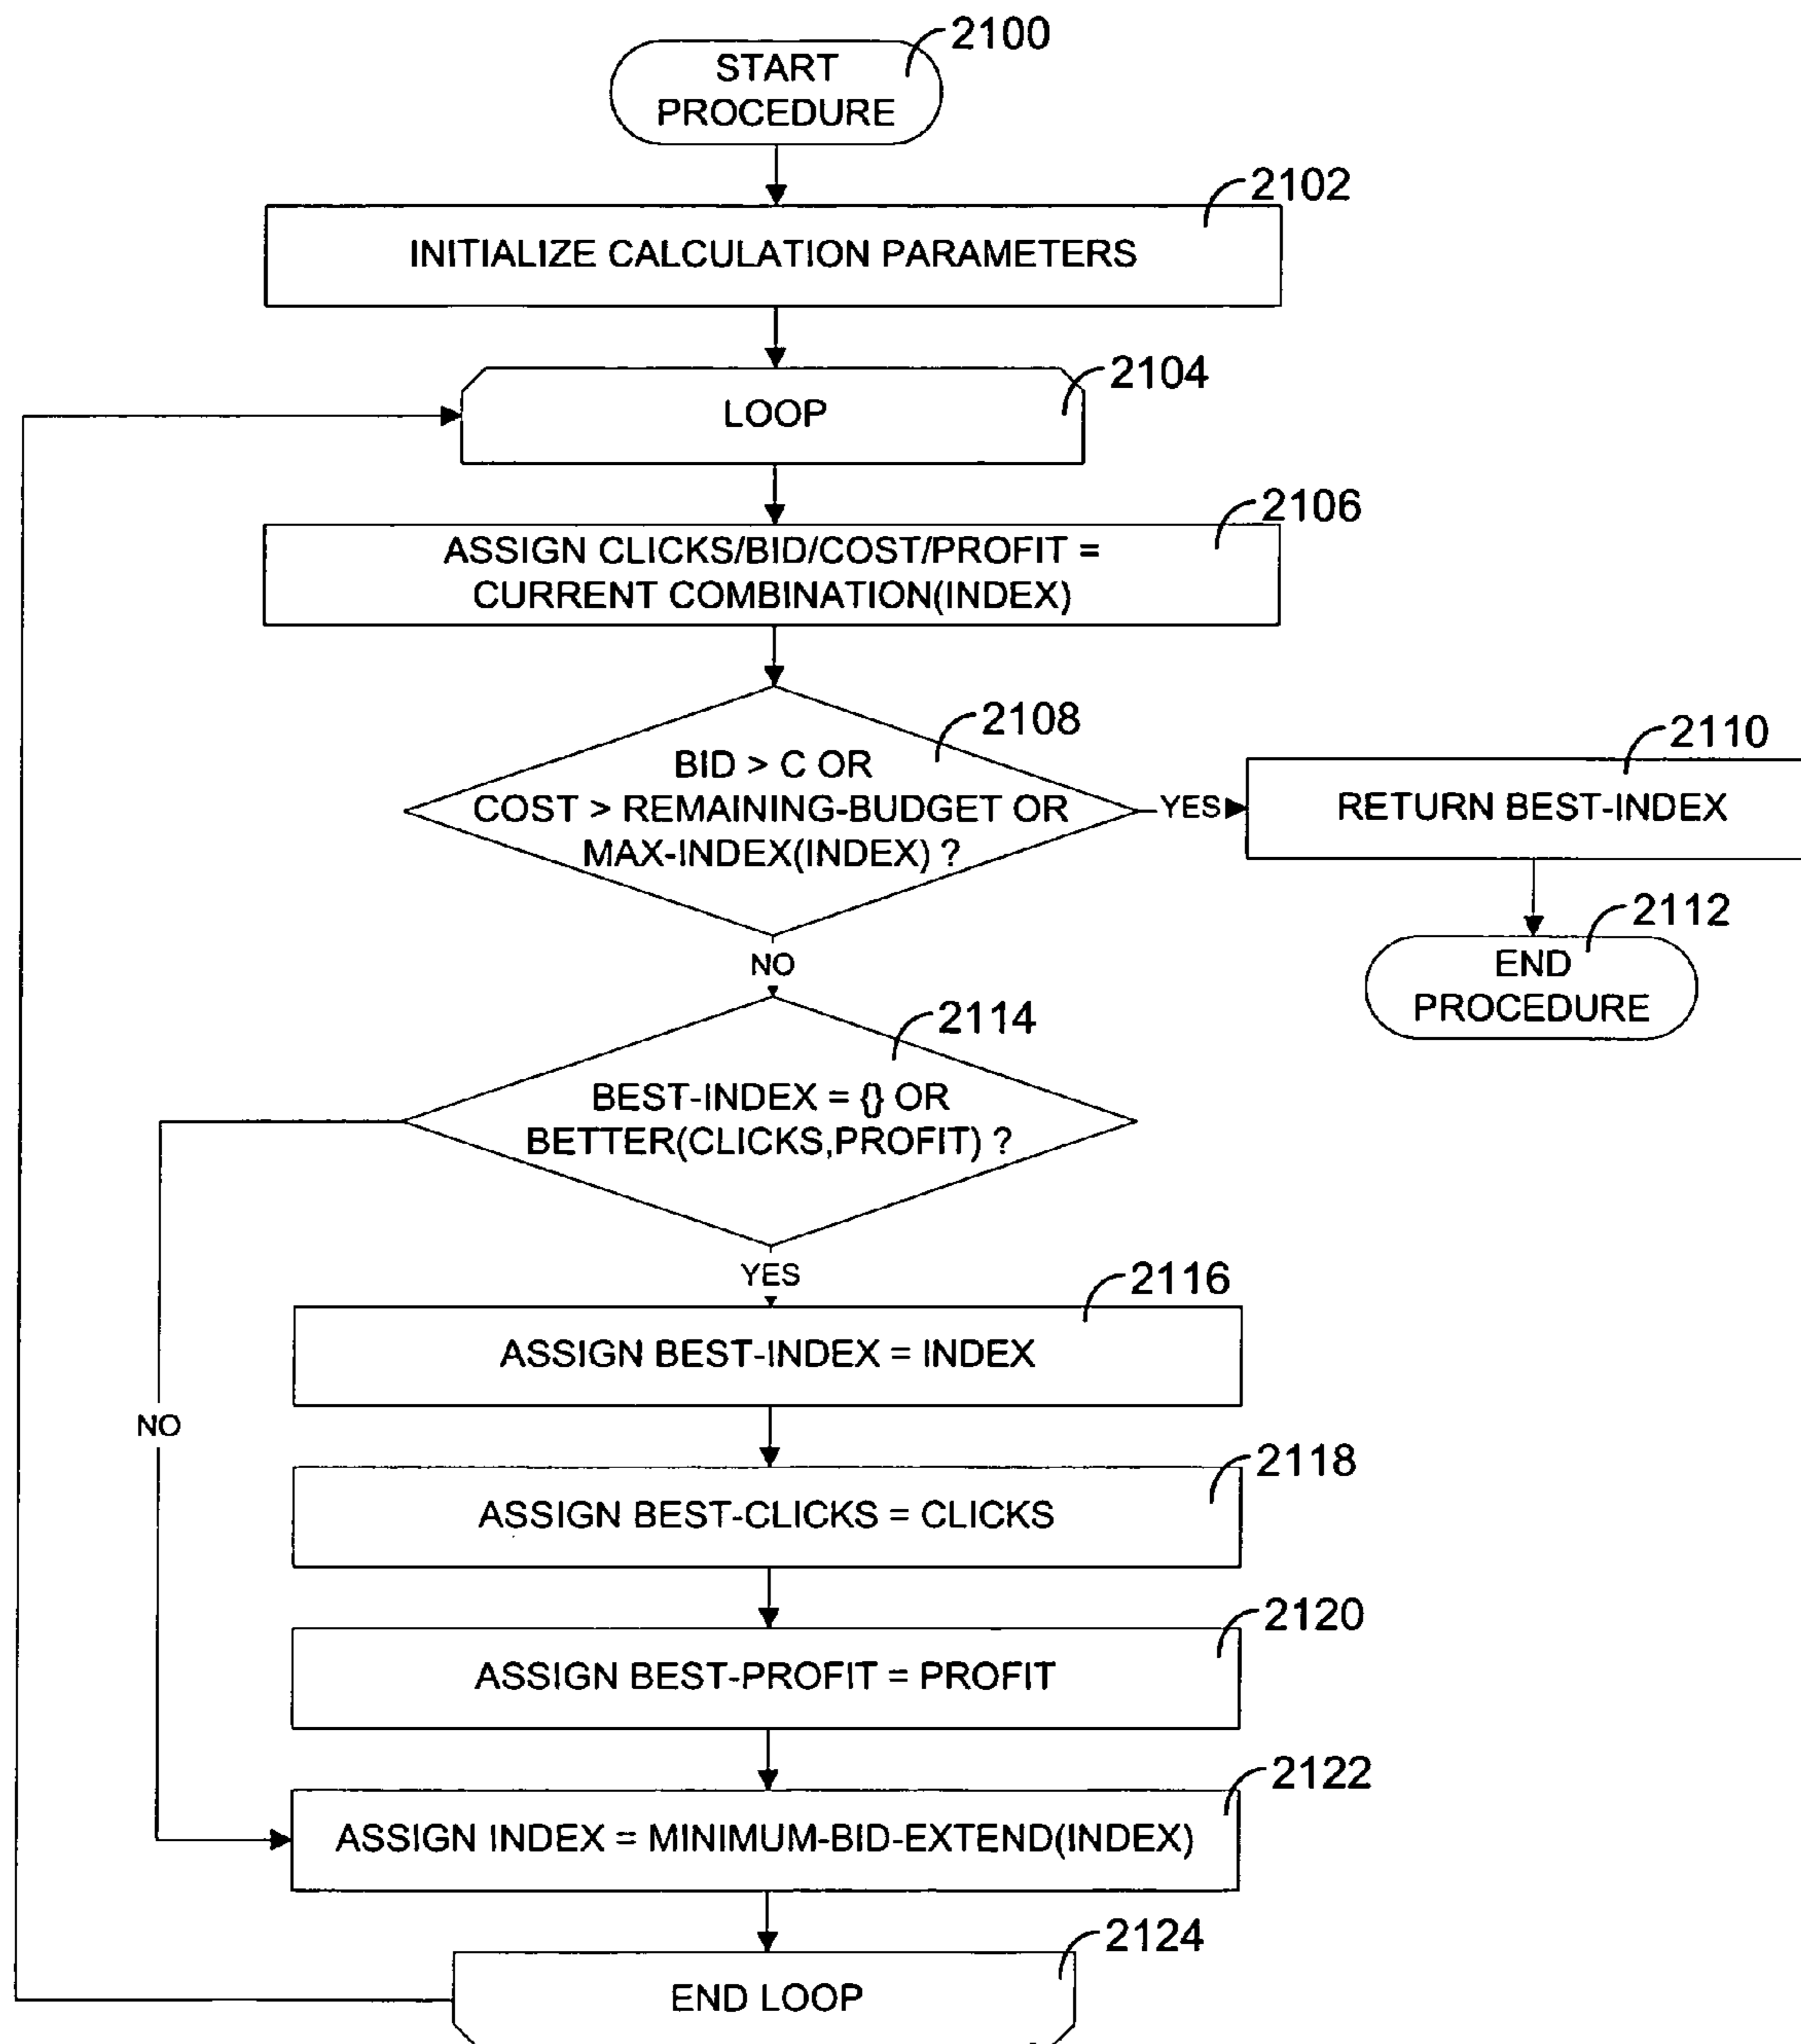 2100
START
PROCEDURE
2102
INITIALIZE CALCULATION PARAMETERS
2104
LOOP
2106
ASSIGN CLICKS/BID/COST/PROFIT =
CURRENT COMBINATION(INDEX)
2108
BID > C OR
COST > REMAINING-BUDGET OR
MAX-INDEX(INDEX) ?
YES
2110
RETURN BEST-INDEX
2112
END
PROCEDURE
NO
2114
BEST-INDEX = {} OR
BETTER(CLICKS,PROFIT) ?
YES
2116
ASSIGN BEST-INDEX = INDEX
NO
2118
ASSIGN BEST-CLICKS = CLICKS
2120
ASSIGN BEST-PROFIT = PROFIT
2122
ASSIGN INDEX = MINIMUM-BID-EXTEND(INDEX)
2124
END LOOP